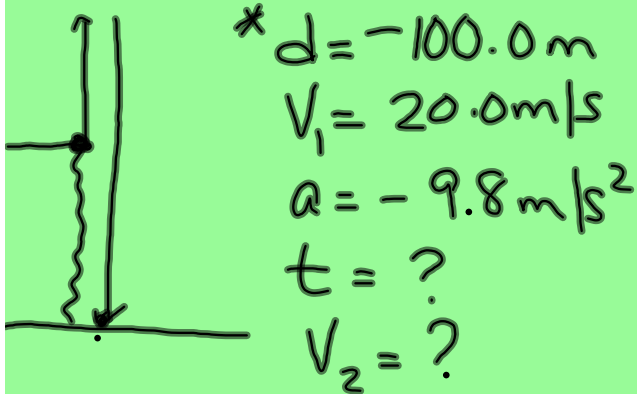 * d = -100.0 m
V₁ = 20.0 m/s
a = - 9.8 m/s²
t = ?
V₂ = ?